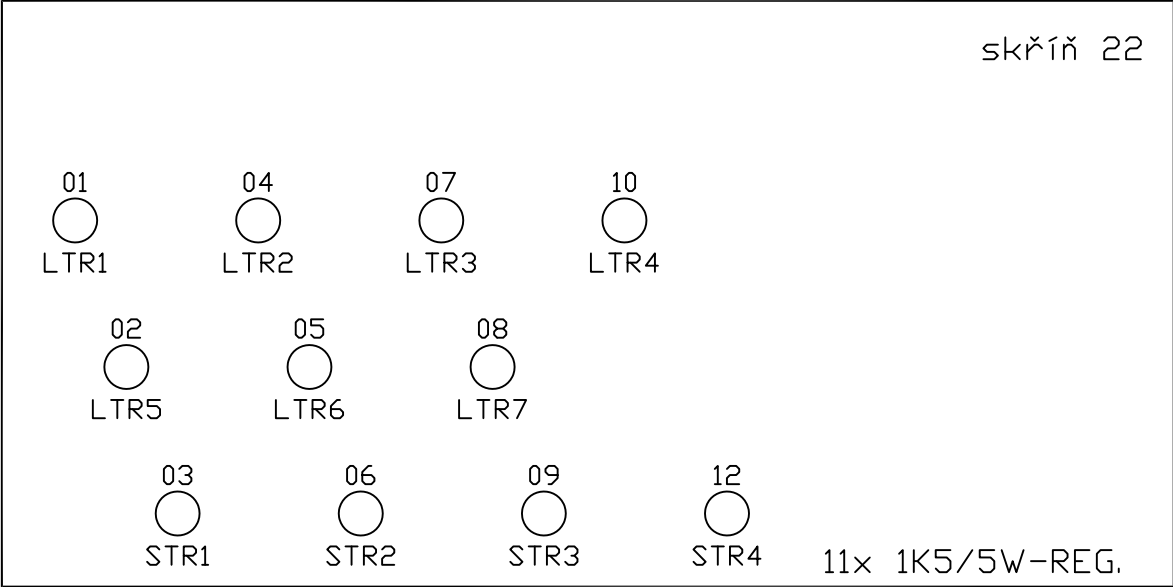 skříň 22
01 04 07 10
LTR1 LTR2 LTR3 LTR4
02 05 08
LTR5 LTR6 LTR7
03 06 09 12
STR1 STR2 STR3 STR4
11x 1K5/5W-REG.